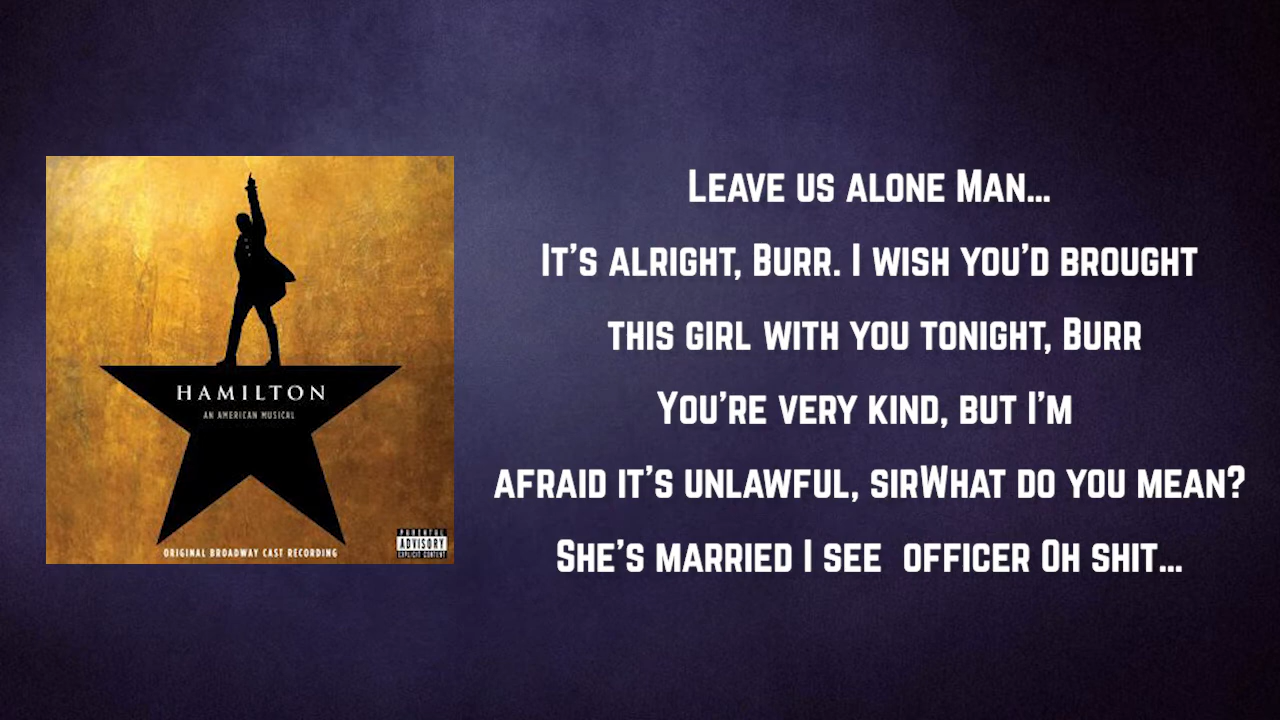 HAMILTON
AN AMERICAN MUSICAL
ORIGINAL BROADWAY CAST RECORDING
PARENTAL
ADVISORY
EXPLICIT CONTENT
Leave us alone Man...
It's alright, Burr. I wish you'd brought
this girl with you tonight, Burr
You're very kind, but I'm
afraid it's unlawful, sirWhat do you mean?
She's married I see  officer Oh shit...